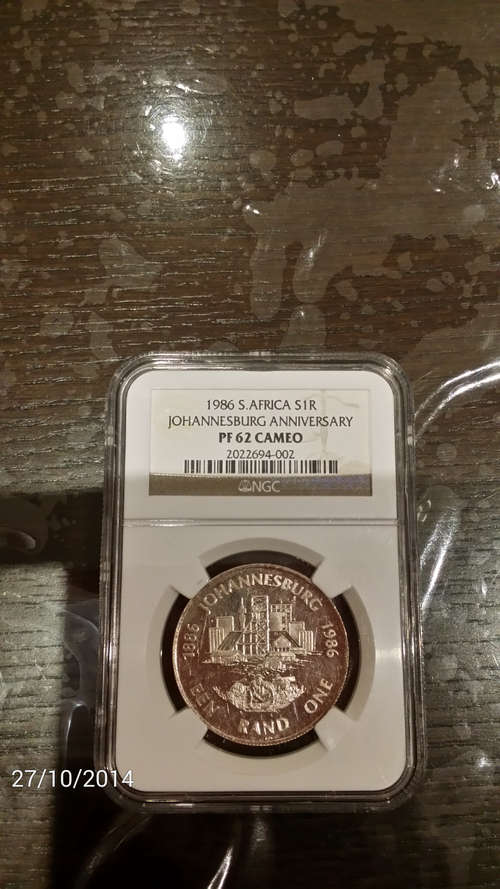 1986 S.AFRICA S1R
JOHANNESBURG ANNIVERSARY
PF 62 CAMEO
2022694-002
NGC
1886 JOHANNESBURG 1986
EEN RAND ONE
27/10/2014